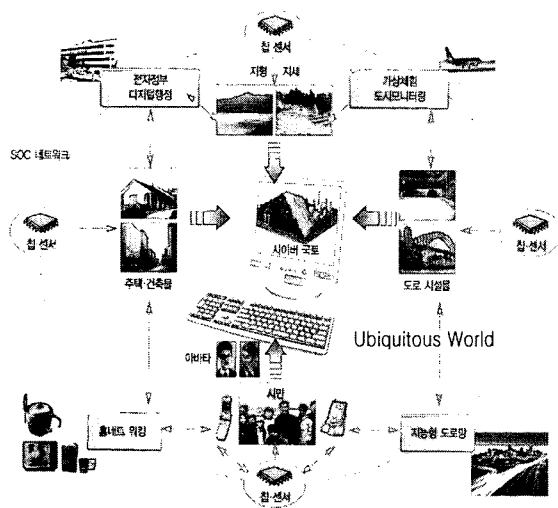 칩 센서
지형 지세
전자정부
디지털행정
가상체험
도시모니터링
SOC 네트워크
칩 센서
주택·건축물
사이버 국토
도로 시설물
칩·센서
Ubiquitous World
아바타
시민
홈네트 워킹
지능형 도로망
칩·센서